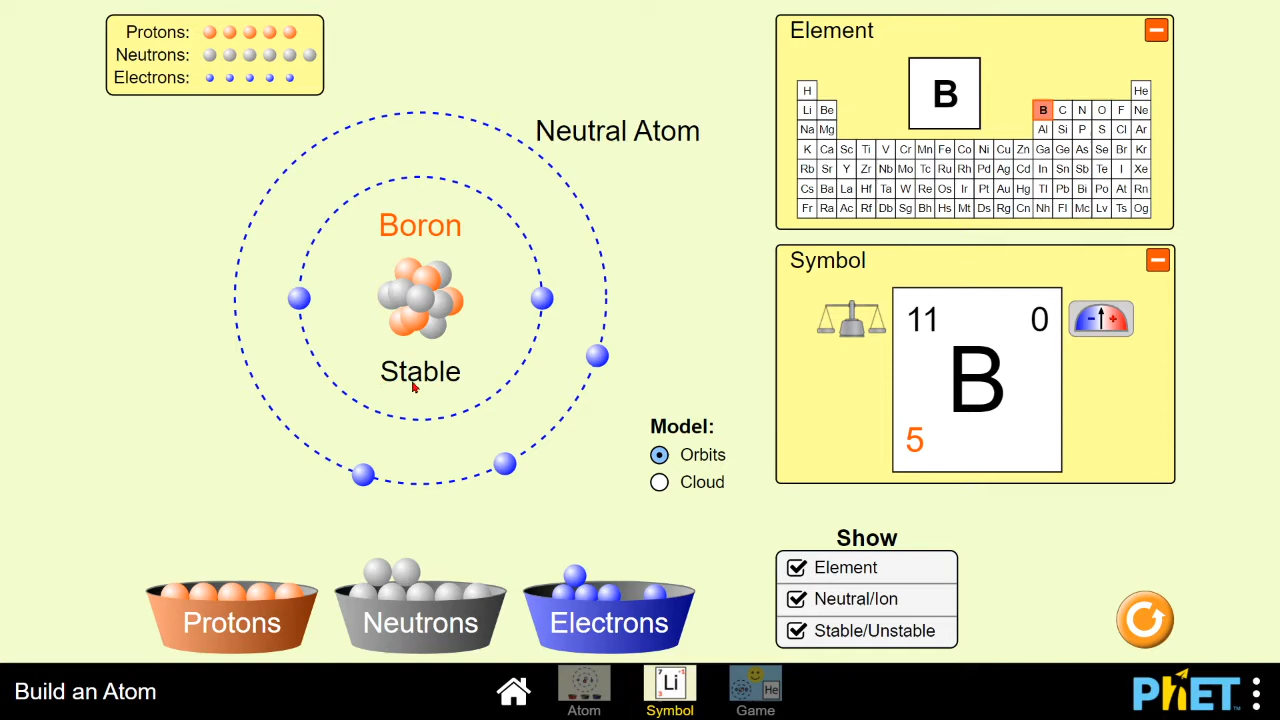 Protons:
Neutrons:
Electrons:
Neutral Atom
Boron
Stable
Model:
Orbits
Cloud
Protons
Neutrons
Electrons
Element
B
H He
Li Be B C N O F Ne
Na Mg Al Si P S Cl Ar
K Ca Sc Ti V Cr Mn Fe Co Ni Cu Zn Ga Ge As Se Br Kr
Rb Sr Y Zr Nb Mo Tc Ru Rh Pd Ag Cd In Sn Sb Te I Xe
Cs Ba La Hf Ta W Re Os Ir Pt Au Hg Tl Pb Bi Po At Rn
Fr Ra Ac Rf Db Sg Bh Hs Mt Ds Rg Cn Nh Fl Mc Lv Ts Og
Symbol
11 0
B
5
- +
Show
Element
Neutral/Ion
Stable/Unstable
Build an Atom
Atom
7 +1
Li
3
Symbol
He
Game
PhET